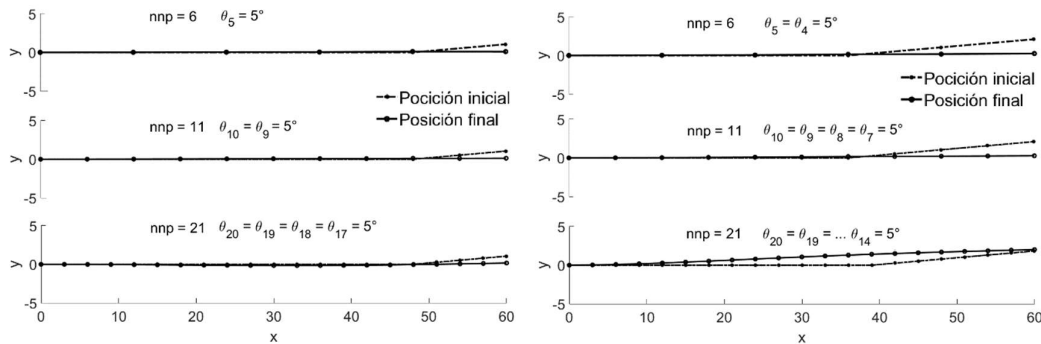 nnp = 6 θ5 = 5°
5
0
-5
y
Pocición inicial
Posición final
nnp = 11 θ10 = θ9 = 5°
5
0
-5
y
nnp = 21 θ20 = θ19 = θ18 = θ17 = 5°
5
0
-5
y
0 10 20 30 40 50 60
x
nnp = 6 θ5 = θ4 = 5°
5
0
-5
y
Pocición inicial
Posición final
nnp = 11 θ10 = θ9 = θ8 = θ7 = 5°
5
0
-5
y
nnp = 21 θ20 = θ19 = ... θ14 = 5°
5
0
-5
y
0 10 20 30 40 50 60
x